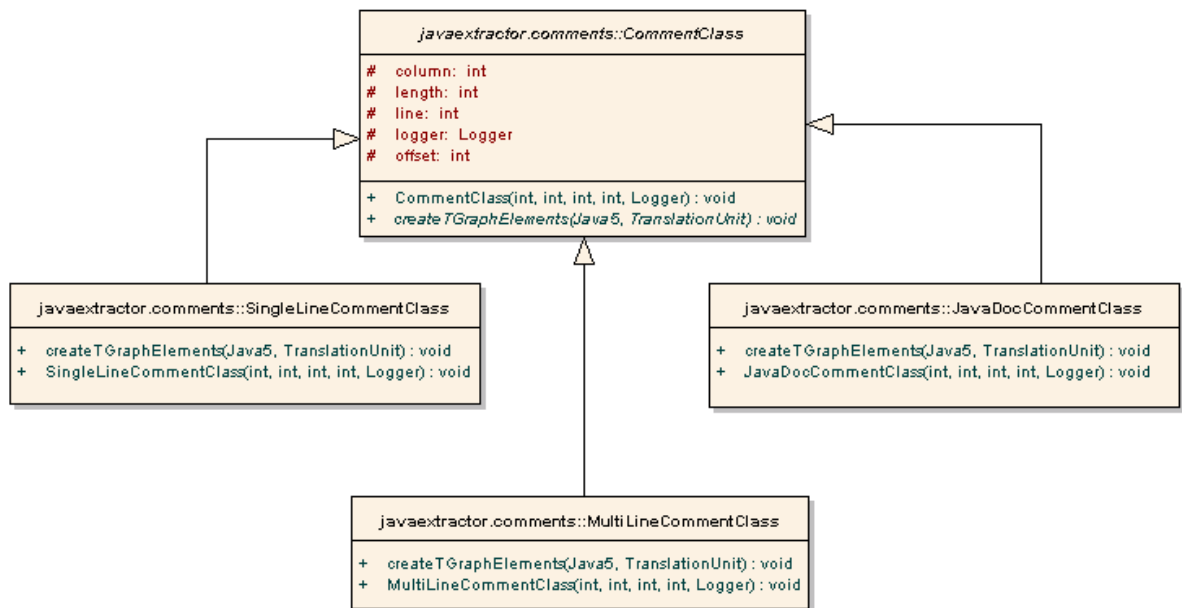 javaextractor.comments::CommentClass
# column: int
# length: int
# line: int
# logger: Logger
# offset: int
+ CommentClass(int, int, int, int, Logger) : void
+ createTGraphElements(Java5, TranslationUnit) : void
javaextractor.comments::SingleLineCommentClass
+ createTGraphElements(Java5, TranslationUnit) : void
+ SingleLineCommentClass(int, int, int, int, Logger) : void
javaextractor.comments::JavaDocCommentClass
+ createTGraphElements(Java5, TranslationUnit) : void
+ JavaDocCommentClass(int, int, int, int, Logger) : void
javaextractor.comments::MultiLineCommentClass
+ createTGraphElements(Java5, TranslationUnit) : void
+ MultiLineCommentClass(int, int, int, int, Logger) : void